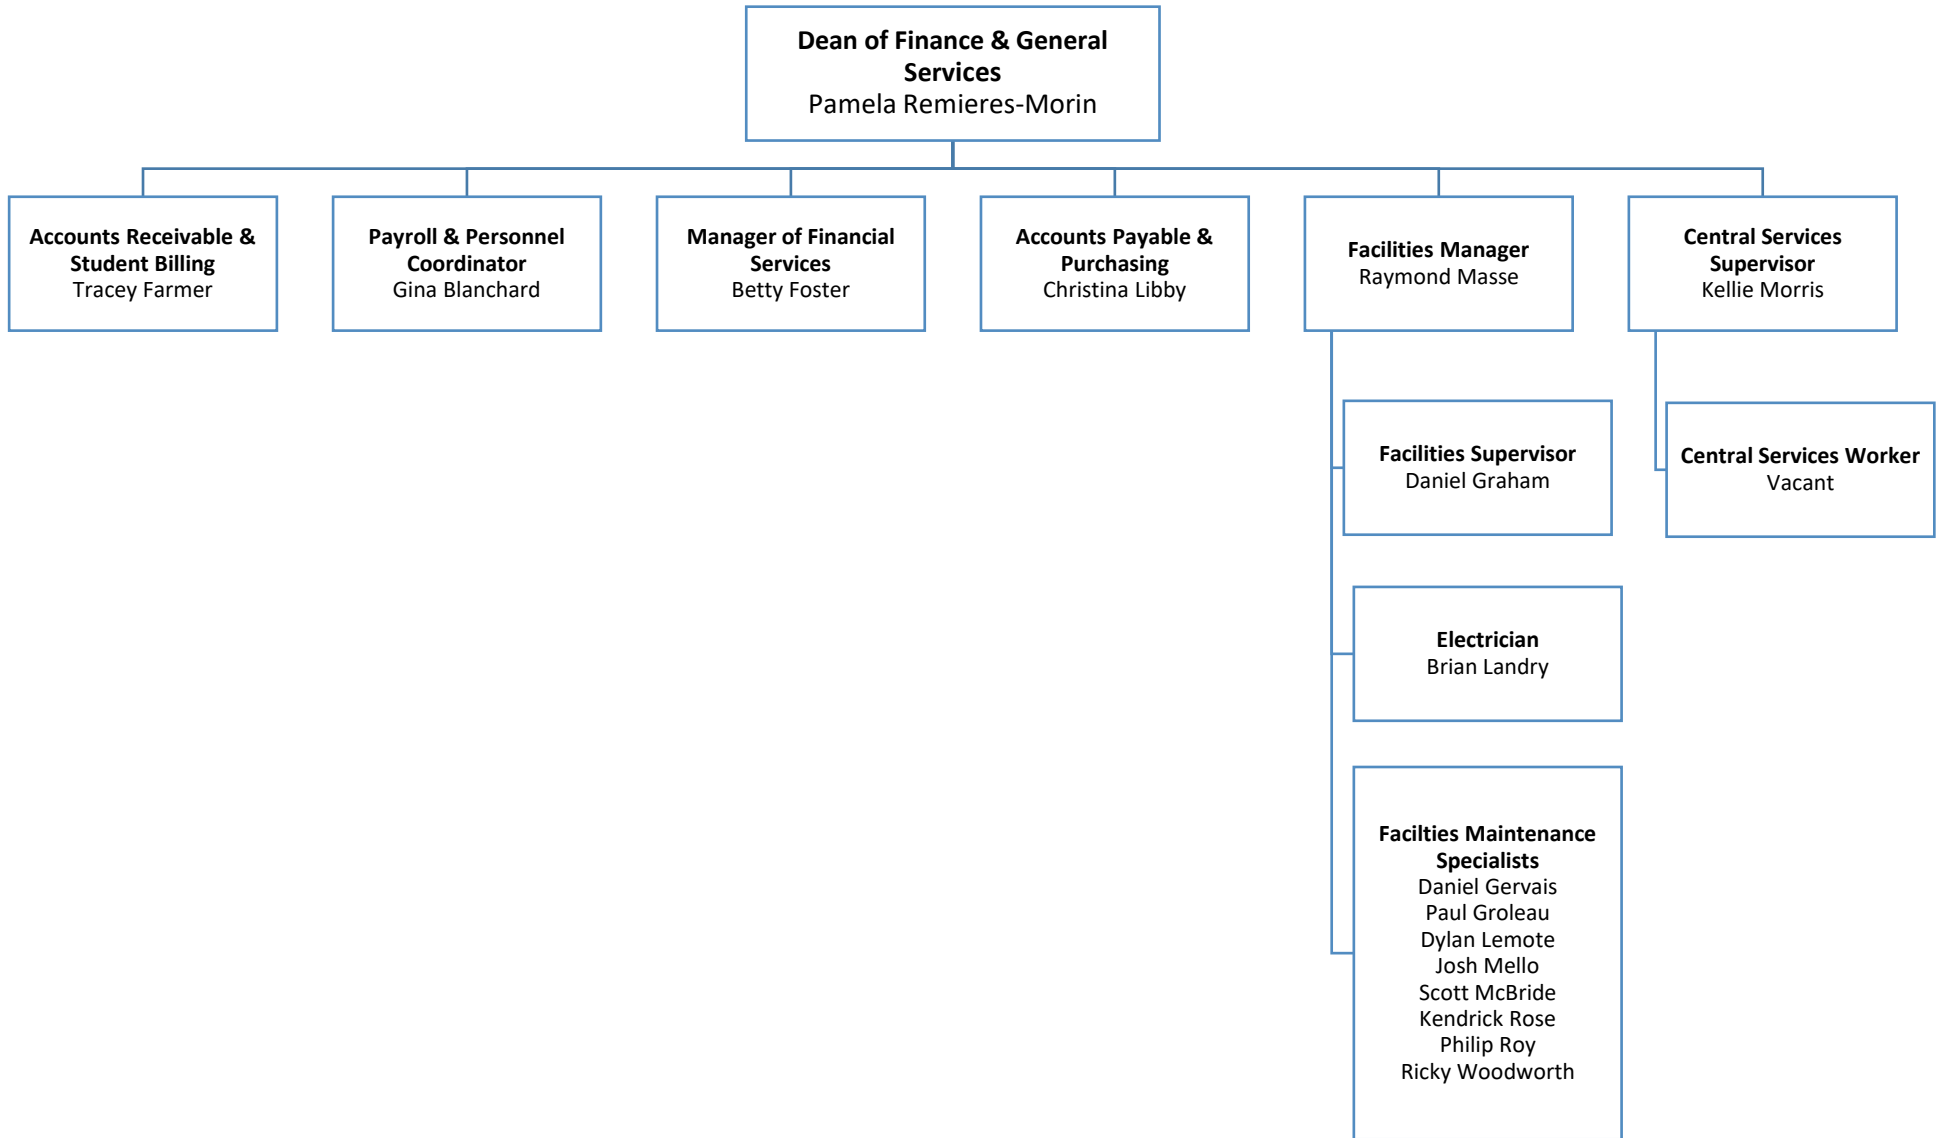 Dean of Finance & General
Services
Pamela Remieres-Morin
Accounts Receivable &
Student Billing
Tracey Farmer
Payroll & Personnel
Coordinator
Gina Blanchard
Manager of Financial
Services
Betty Foster
Accounts Payable &
Purchasing
Christina Libby
Facilities Manager
Raymond Masse
Central Services
Supervisor
Kellie Morris
Facilities Supervisor
Daniel Graham
Central Services Worker
Vacant
Electrician
Brian Landry
Facilties Maintenance
Specialists
Daniel Gervais
Paul Groleau
Dylan Lemote
Josh Mello
Scott McBride
Kendrick Rose
Philip Roy
Ricky Woodworth